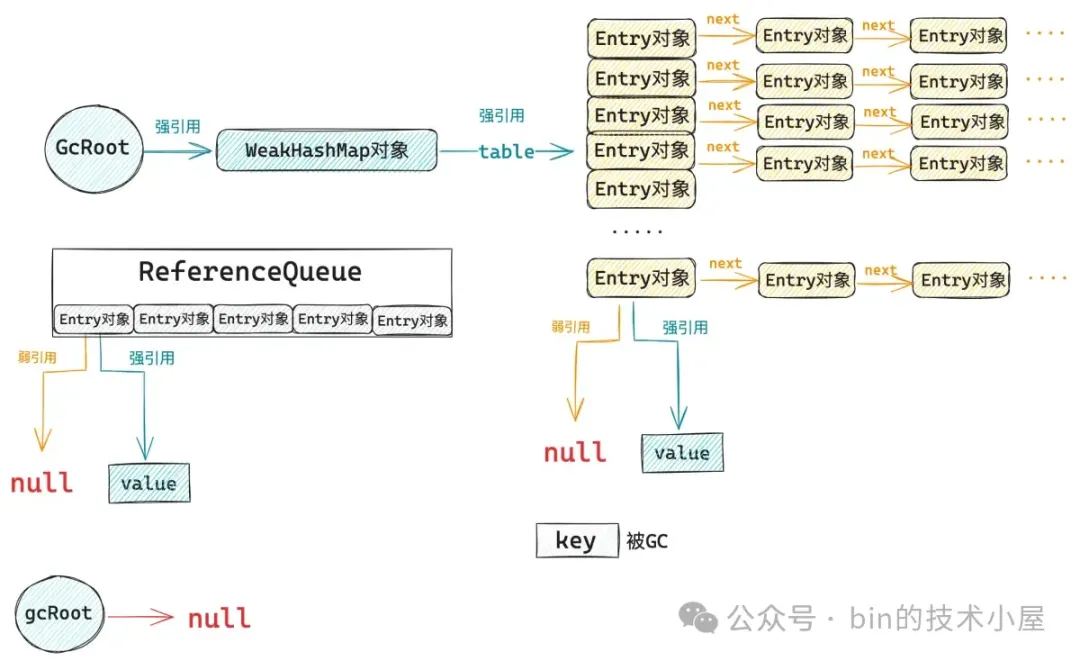 Entry对象 next Entry对象 next Entry对象 ····
Entry对象 next Entry对象 next Entry对象 ····
Entry对象 next Entry对象 next Entry对象 ····
GcRoot 强引用 WeakHashMap对象 强引用 table Entry对象 next Entry对象 next Entry对象 ····
Entry对象
·····
ReferenceQueue
Entry对象 next Entry对象 next Entry对象 ····
Entry对象 Entry对象 Entry对象 Entry对象 Entry对象
弱引用 强引用
弱引用 强引用
null value
null value
key 被GC
gcRoot null
公众号 · bin的技术小屋